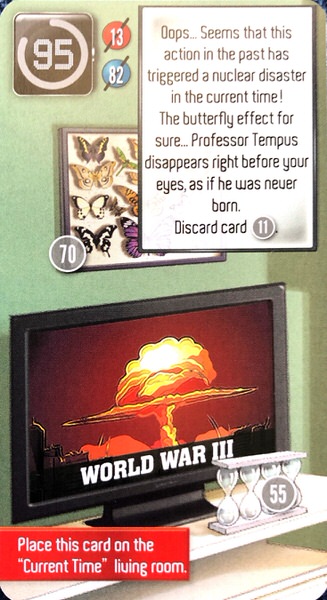 95
13
82
Oops... Seems that this
action in the past has
triggered a nuclear disaster
in the current time!
The butterfly effect for
sure... Professor Tempus
disappears right before your
eyes, as if he was never
born.
Discard card 11.
70
WORLD WAR III
55
Place this card on the
"Current Time" living room.